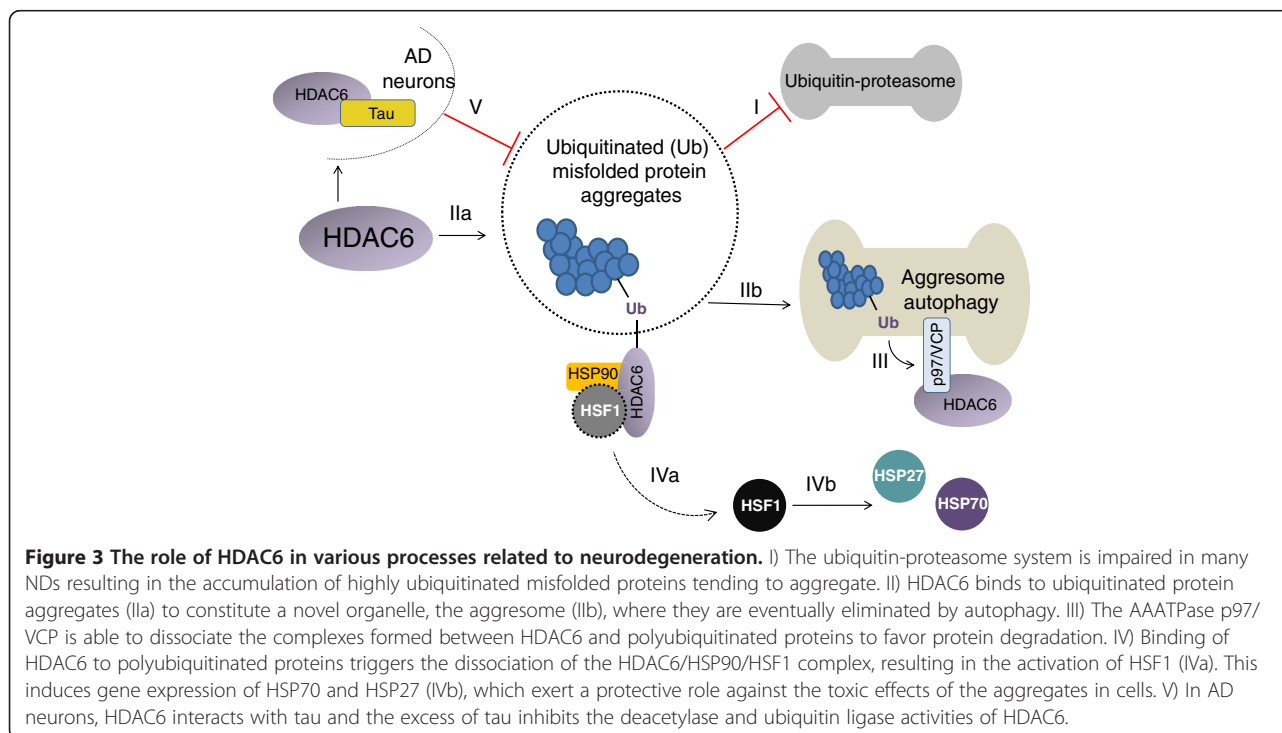 AD
neurons
HDAC6
Tau
V
I
Ubiquitin-proteasome
Ubiquitinated (Ub)
misfolded protein
aggregates
HDAC6
IIa
Ub
IIb
Aggresome
autophagy
Ub
III
p97/VCP
HDAC6
HSP90
HDAC6
HSF1
IVa
HSF1
IVb
HSP27
HSP70
Figure 3 The role of HDAC6 in various processes related to neurodegeneration. I) The ubiquitin-proteasome system is impaired in many
NDs resulting in the accumulation of highly ubiquitinated misfolded proteins tending to aggregate. II) HDAC6 binds to ubiquitinated protein
aggregates (IIa) to constitute a novel organelle, the aggresome (IIb), where they are eventually eliminated by autophagy. III) The AAATPase p97/
VCP is able to dissociate the complexes formed between HDAC6 and polyubiquitinated proteins to favor protein degradation. IV) Binding of
HDAC6 to polyubiquitinated proteins triggers the dissociation of the HDAC6/HSP90/HSF1 complex, resulting in the activation of HSF1 (IVa). This
induces gene expression of HSP70 and HSP27 (IVb), which exert a protective role against the toxic effects of the aggregates in cells. V) In AD
neurons, HDAC6 interacts with tau and the excess of tau inhibits the deacetylase and ubiquitin ligase activities of HDAC6.